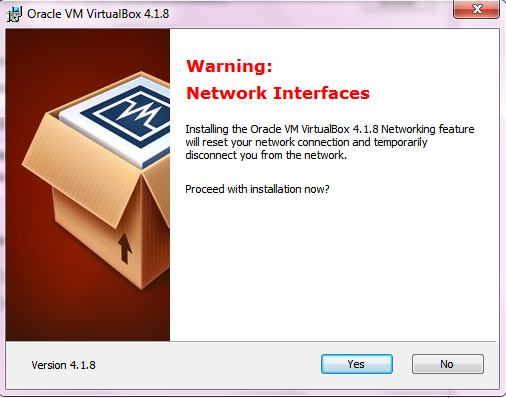 Oracle VM VirtualBox 4.1.8
Warning:
Network Interfaces
Installing the Oracle VM VirtualBox 4.1.8 Networking feature
will reset your network connection and temporarily
disconnect you from the network.
Proceed with installation now?
Version 4.1.8
Yes
No